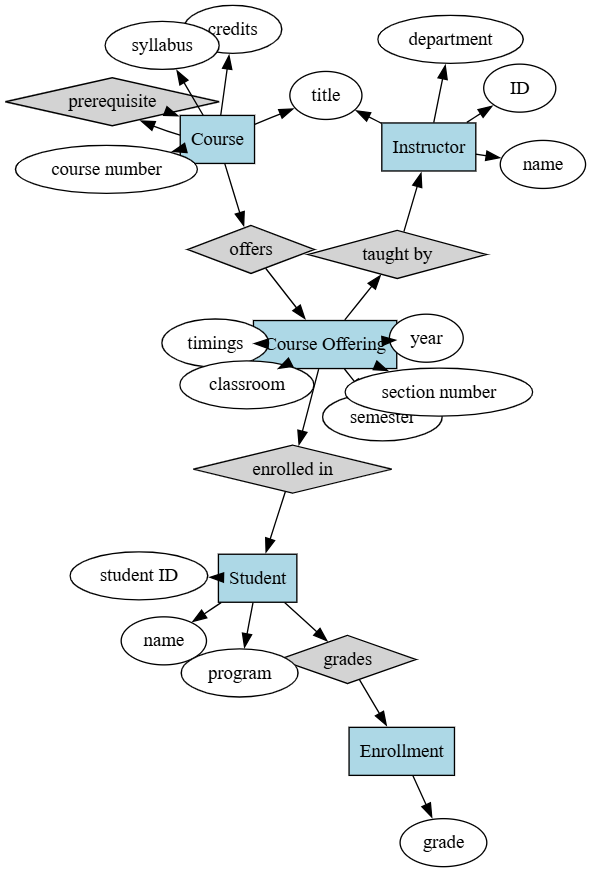 credits
syllabus
department
ID
title
prerequisite
Course
Instructor
course number
name
offers
taught by
timings
Course Offering
year
classroom
section number
semester
enrolled in
student ID
Student
name
program
grades
Enrollment
grade